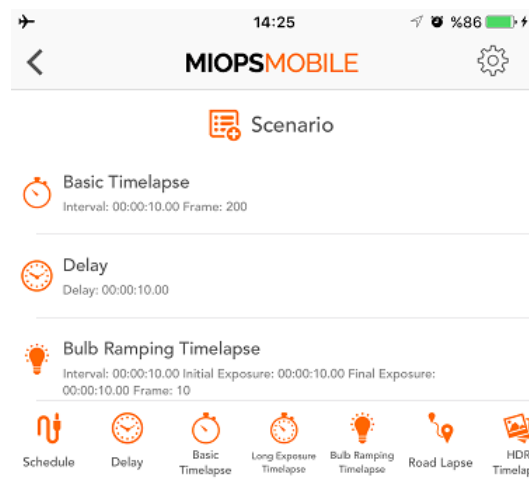 14:25
%86
MIOPSMOBILE
Scenario
Basic Timelapse
Interval: 00:00:10.00 Frame: 200
Delay
Delay: 00:00:10.00
Bulb Ramping Timelapse
Interval: 00:00:10.00 Initial Exposure: 00:00:10.00 Final Exposure:
00:00:10.00 Frame: 10
Schedule
Delay
Basic
Timelapse
Long Exposure
Timelapse
Bulb Ramping
Timelapse
Road Lapse
HDR